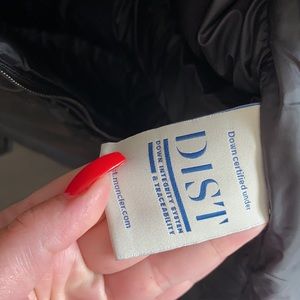 Down certified under
DIST
DOWN INTEGRITY SYSTEM
& TRACEABILITY
.moncler.com